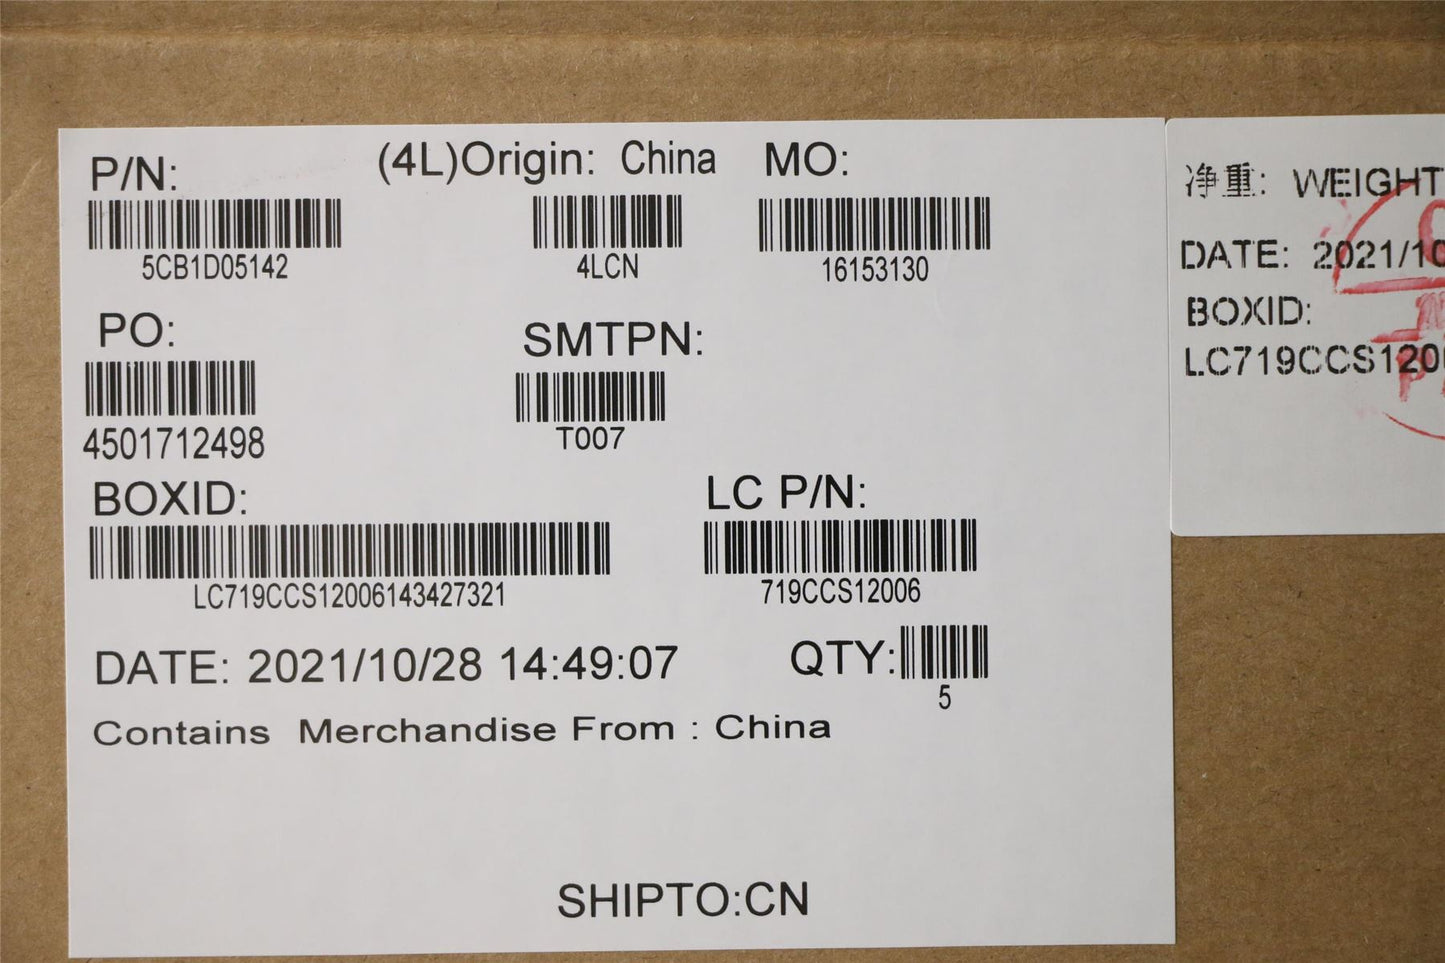 P/N:
(4L)Origin: China
MO:
5CB1D05142
4LCN
16153130
PO:
SMTPN:
4501712498
T007
BOXID:
LC P/N:
LC719CCS12006143427321
719CCS12006
DATE: 2021/10/28 14:49:07
QTY:
5
Contains Merchandise From : China
SHIPTO:CN
净重: WEIGHT
DATE: 2021/10
BOXID:
LC719CCS120